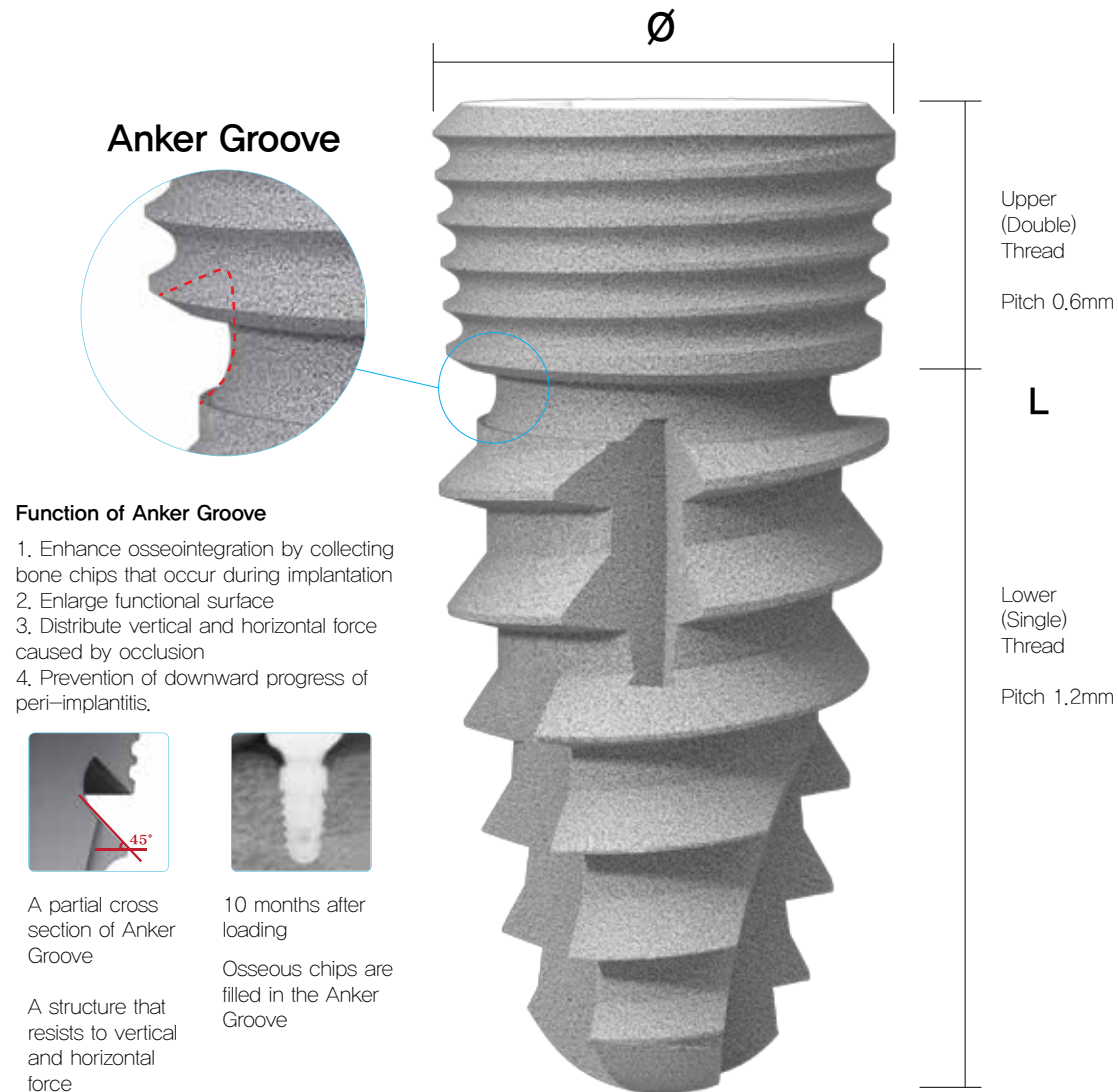 Ø
Anker Groove
Upper
(Double)
Thread
Pitch 0.6mm
L
Function of Anker Groove
1. Enhance osseointegration by collecting
bone chips that occur during implantation
2. Enlarge functional surface
3. Distribute vertical and horizontal force
caused by occlusion
4. Prevention of downward progress of
peri-implantitis.
Lower
(Single)
Thread
Pitch 1.2mm
45°
A partial cross
section of Anker
Groove
A structure that
resists to vertical
and horizontal
force
10 months after
loading
Osseous chips are
filled in the Anker
Groove